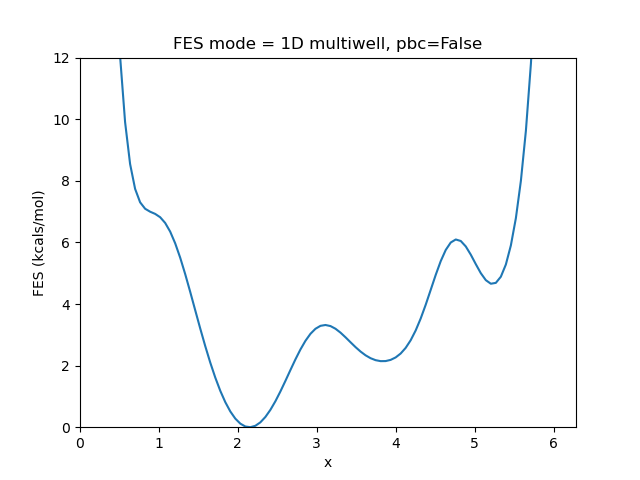 FES mode = 1D multiwell, pbc=False
12
10
8
6
4
2
0
FES (kcals/mol)
0 1 2 3 4 5 6
x